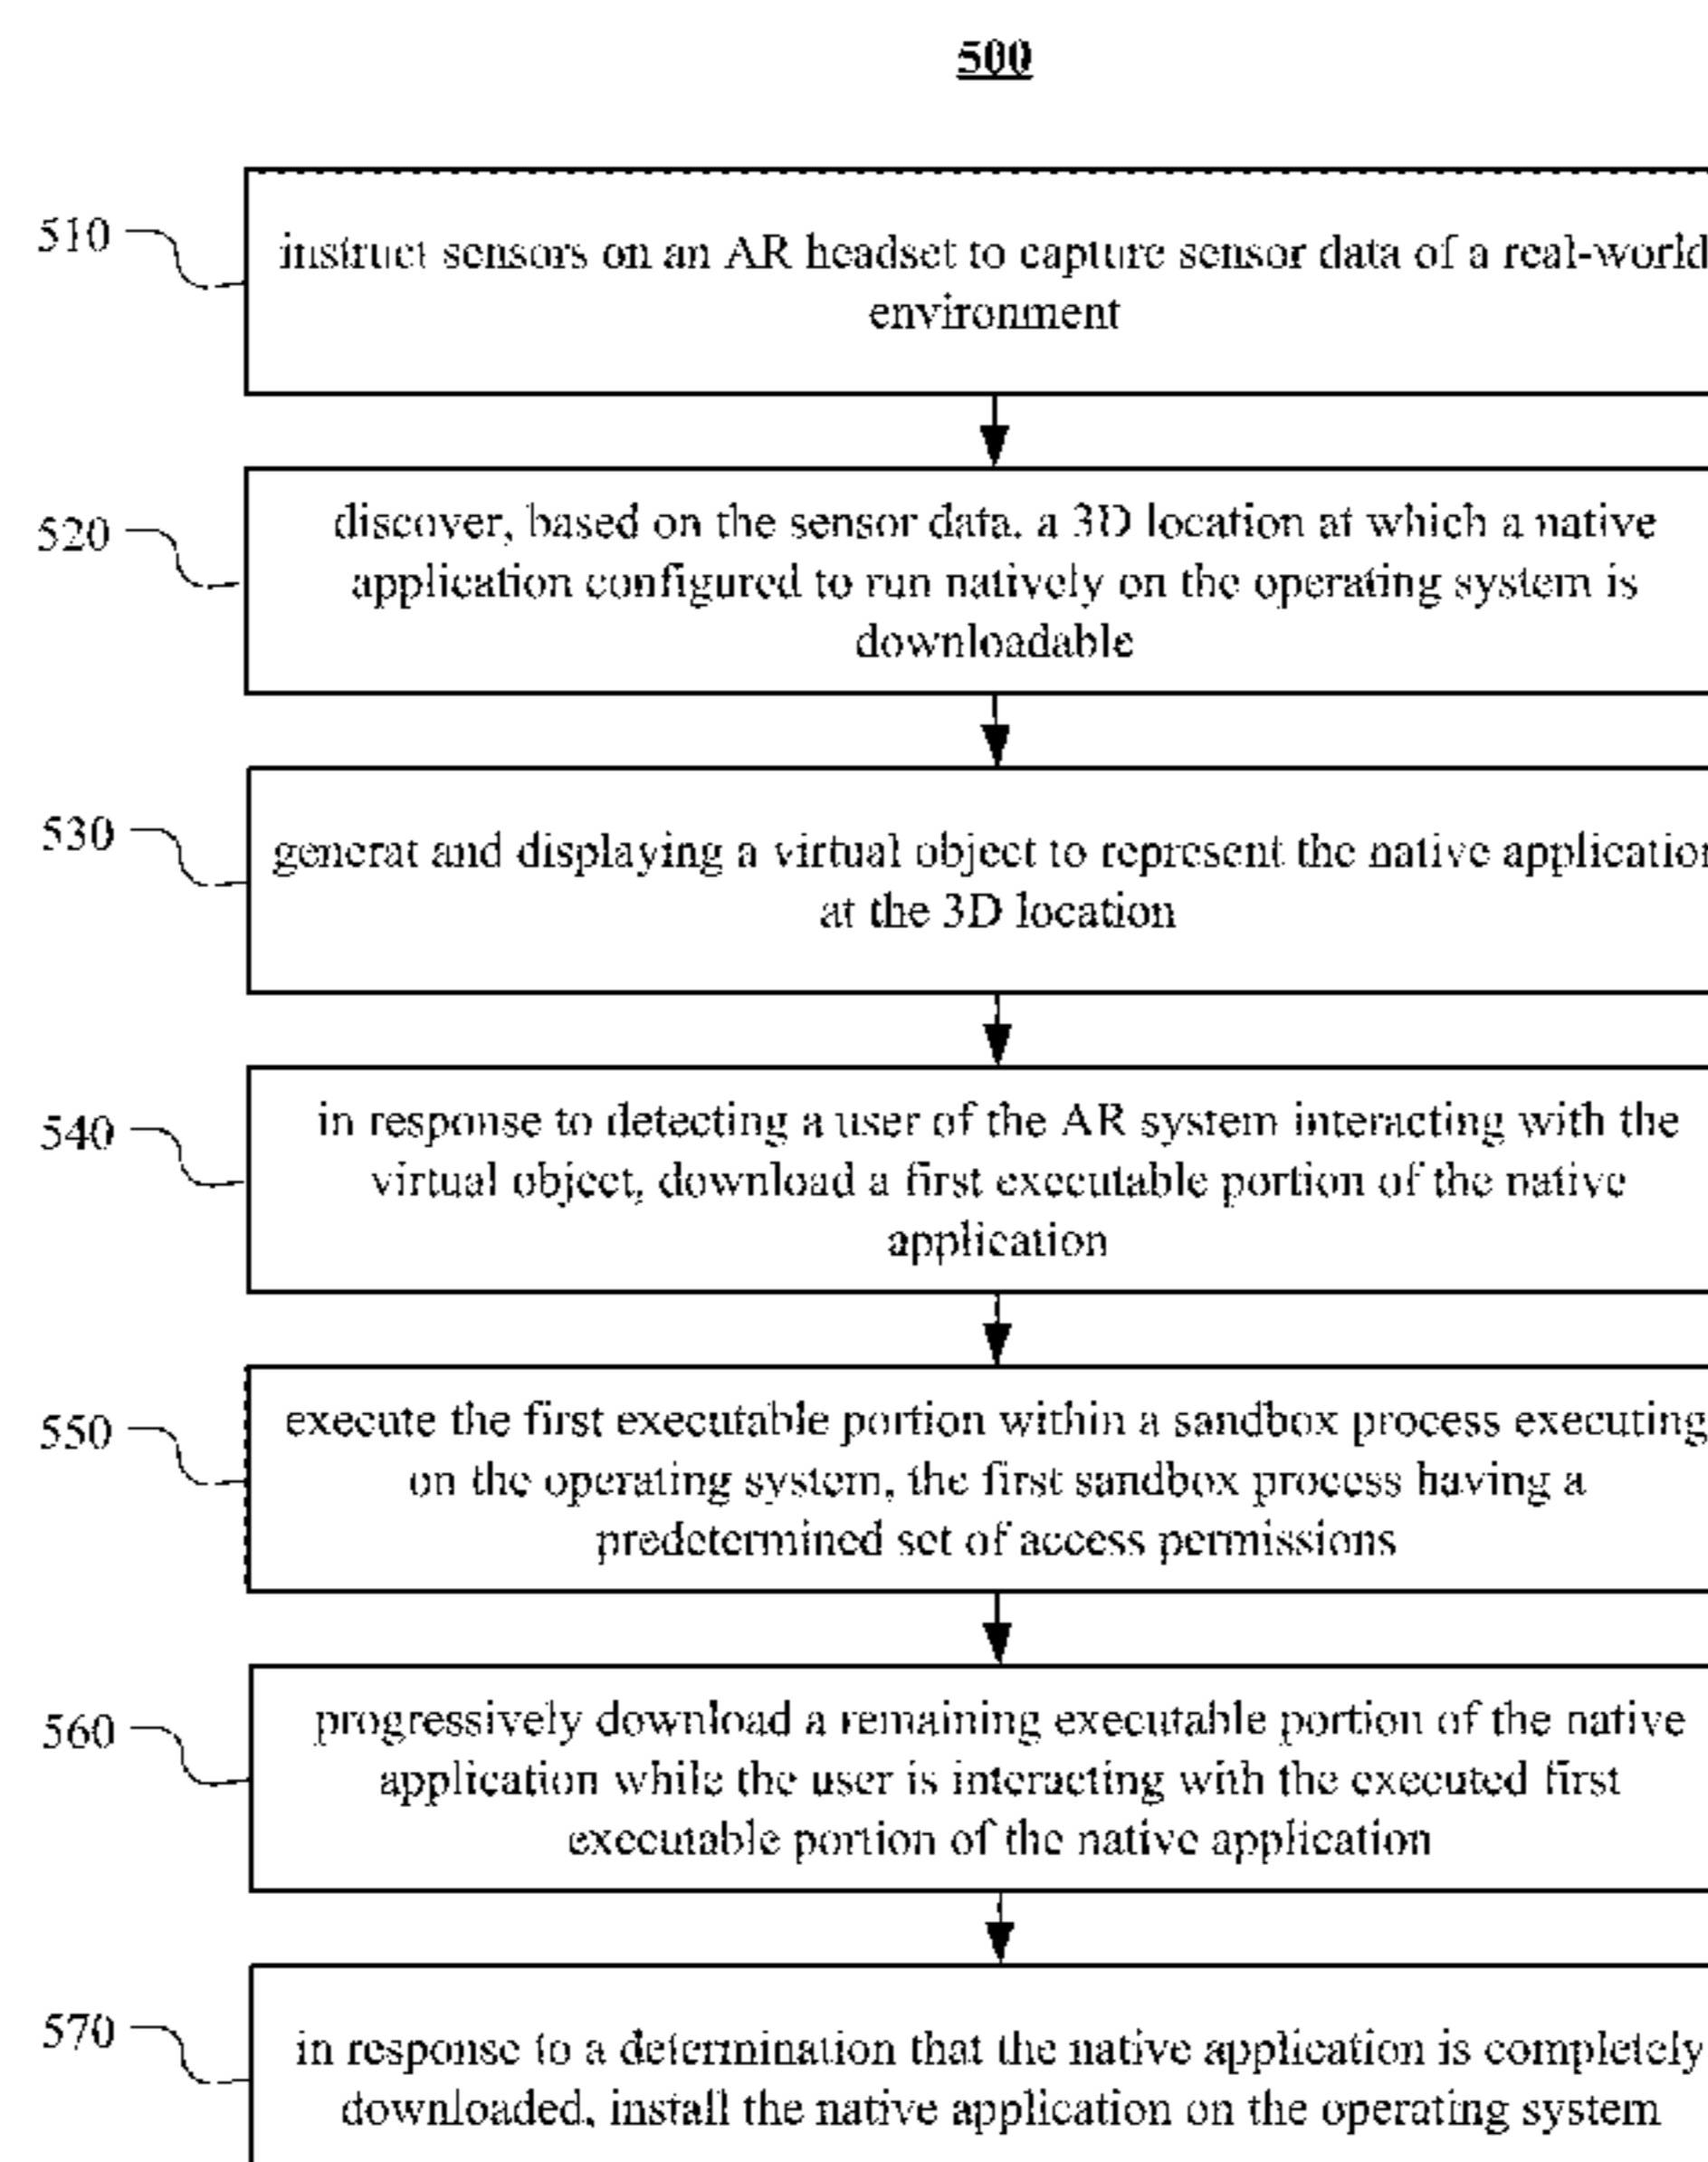 500
510
instruct sensors on an AR headset to capture sensor data of a real-world
environment
520
discover, based on the sensor data, a 3D location at which a native
application configured to run natively on the operating system is
downloadable
530
generat and displaying a virtual object to represent the native application
at the 3D location
540
in response to detecting a user of the AR system interacting with the
virtual object, download a first executable portion of the native
application
550
execute the first executable portion within a sandbox process executing
on the operating system, the first sandbox process having a
predetermined set of access permissions
560
progressively download a remaining executable portion of the native
application while the user is interacting with the executed first
executable portion of the native application
570
in response to a determination that the native application is completely
downloaded, install the native application on the operating system